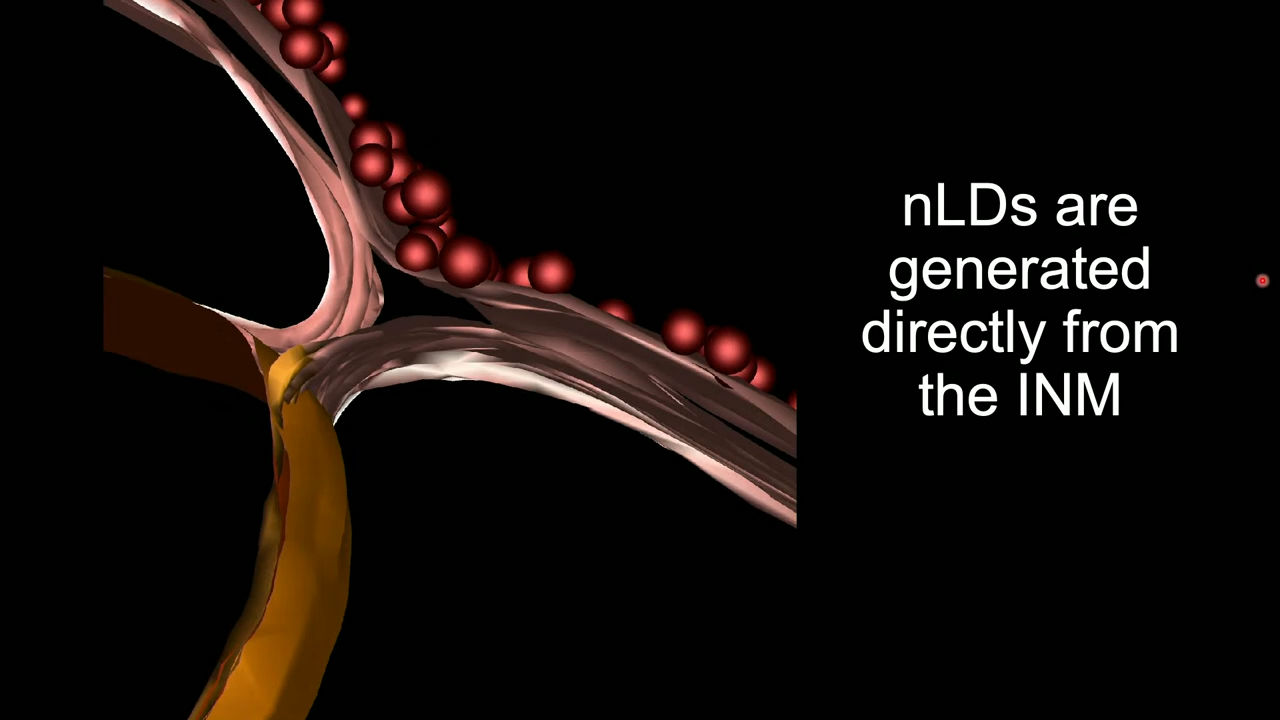 nLDs are
generated
directly from
the INM